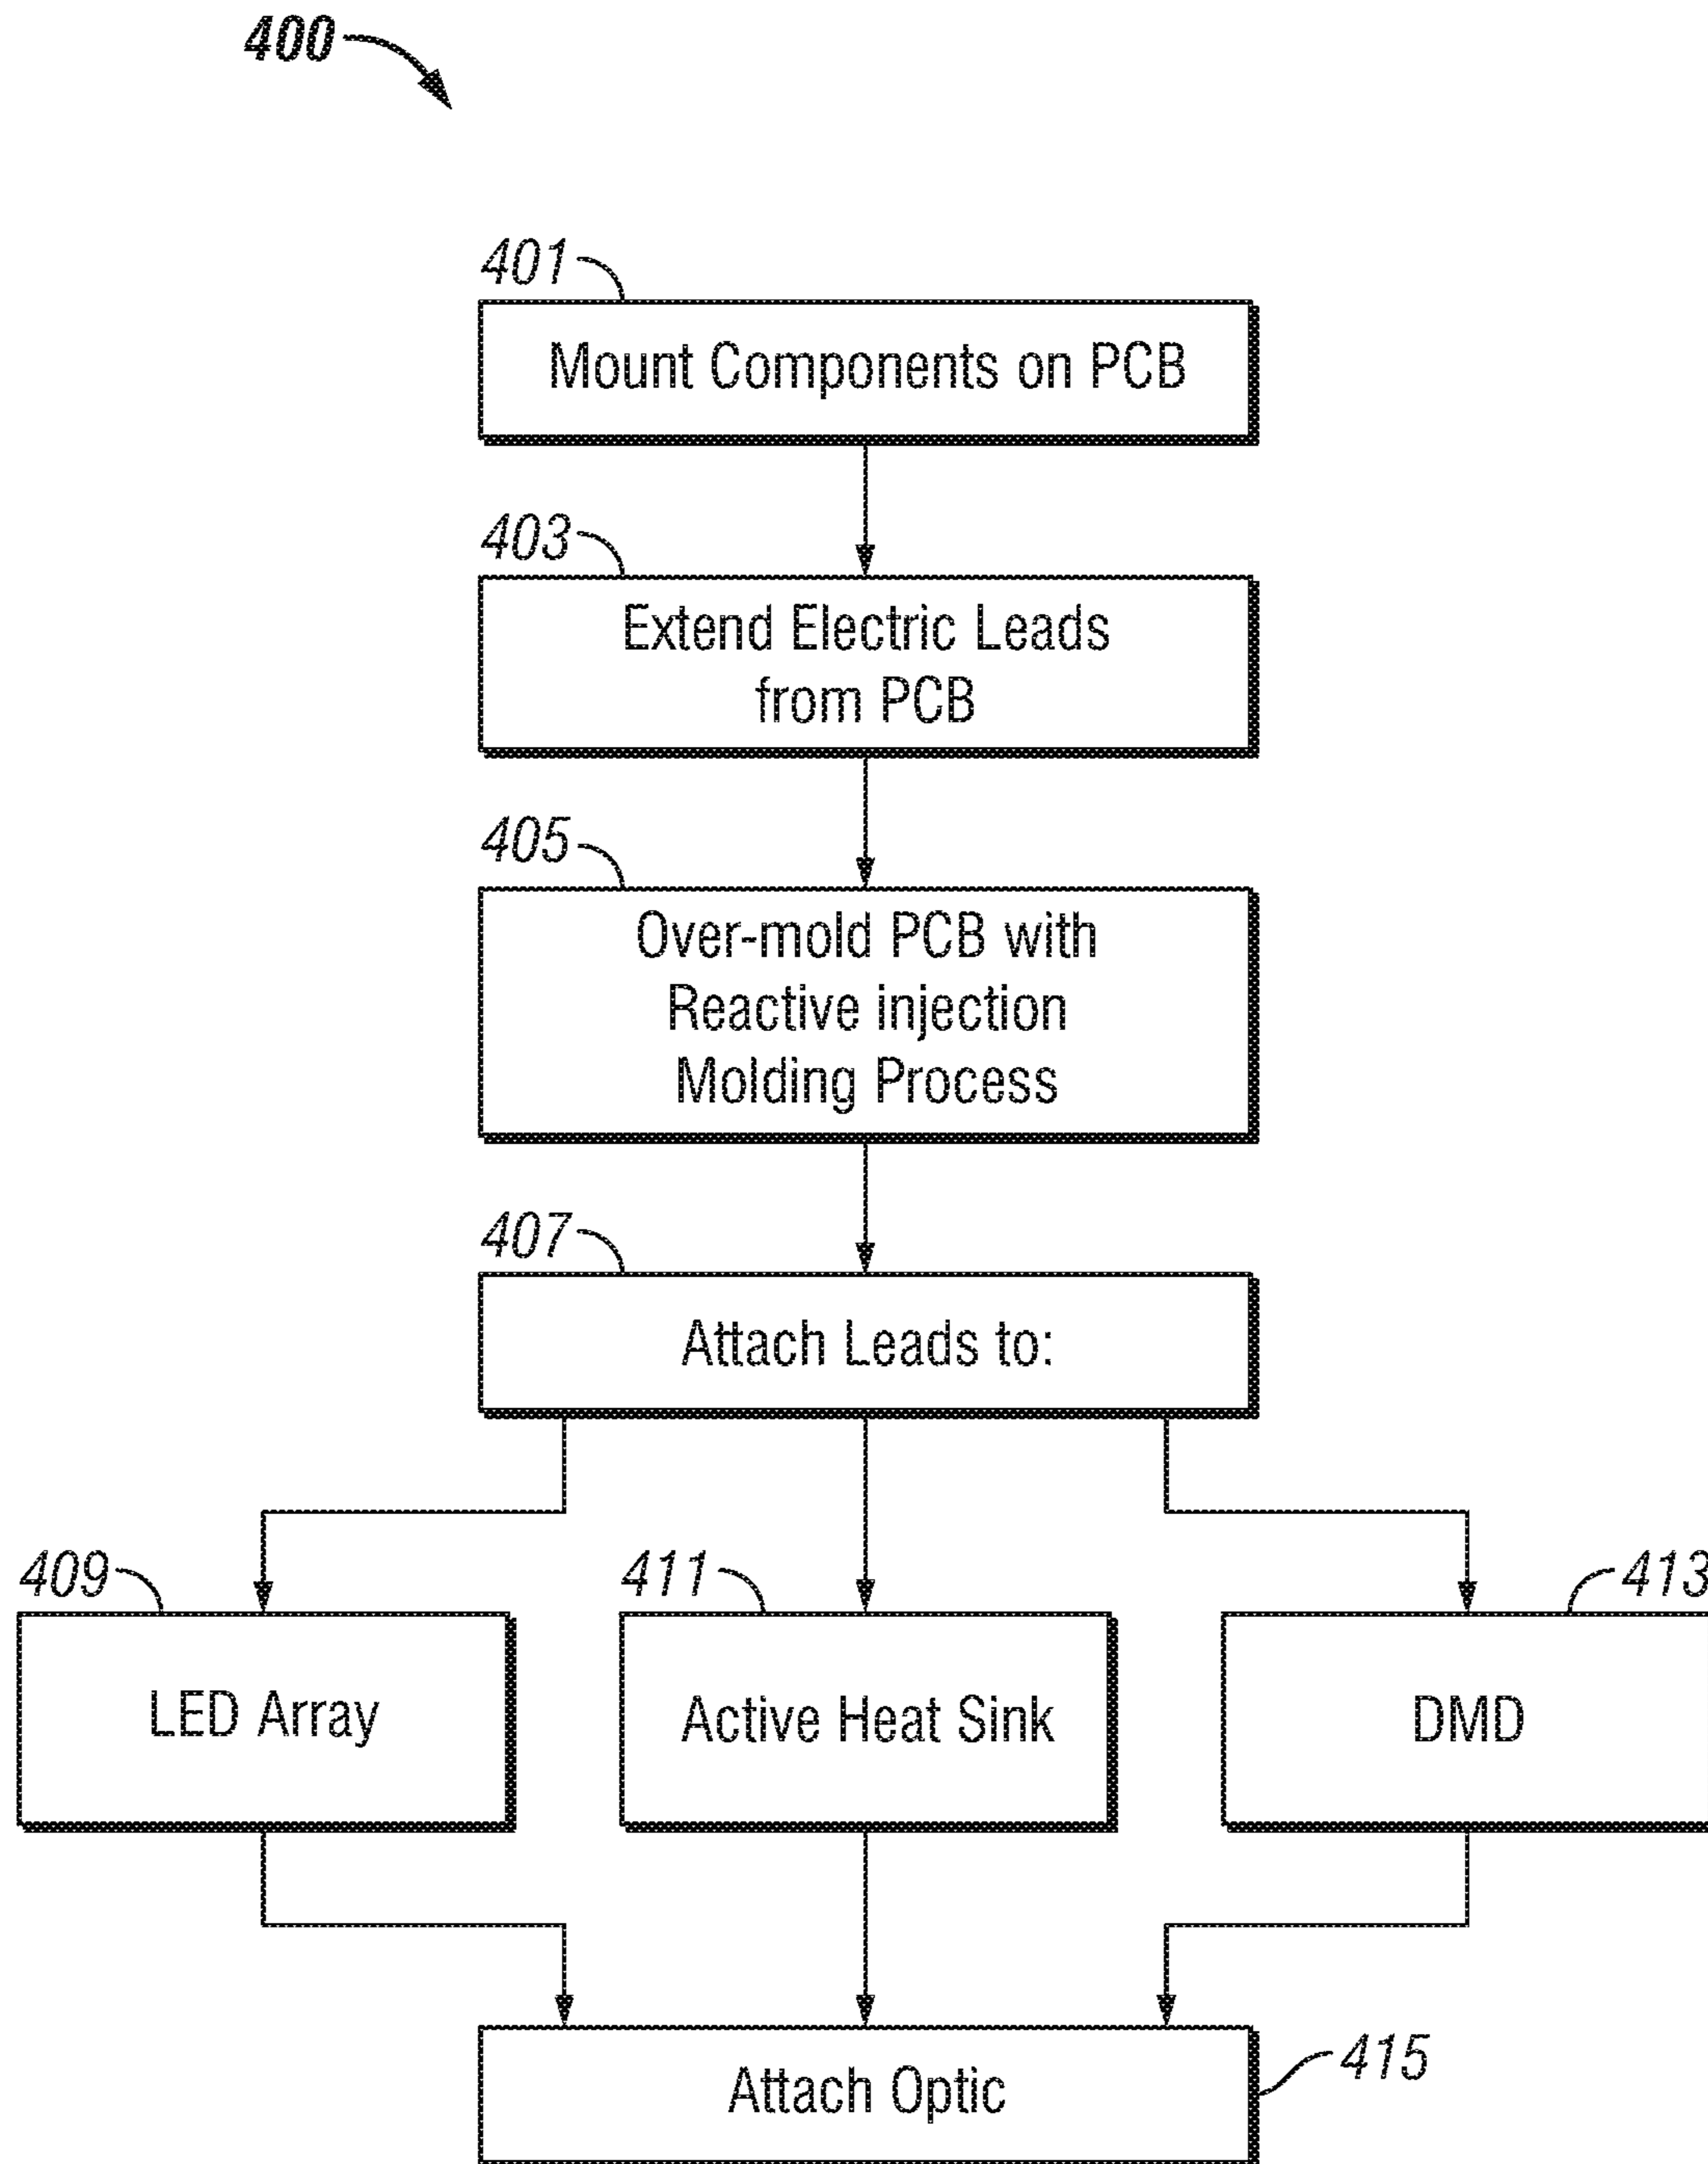 400
401
Mount Components on PCB
403
Extend Electric Leads
from PCB
405
Over-mold PCB with
Reactive injection
Molding Process
407
Attach Leads to:
409
LED Array
411
Active Heat Sink
413
DMD
Attach Optic
415